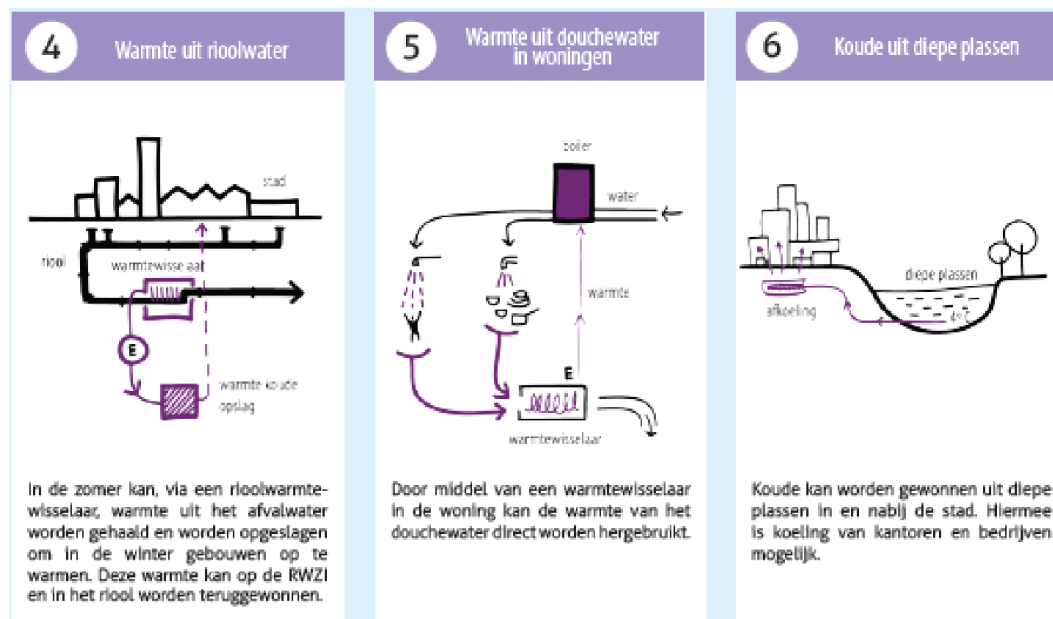 4
Warmte uit rioolwater
stad
riool
warmtewisselaar
E
warmte koude
opslag
In de zomer kan, via een rioolwarmte-
wisselaar, warmte uit het afvalwater
worden gehaald en worden opgeslagen
om in de winter gebouwen op te
warmen. Deze warmte kan op de RWZI
en in het riool worden teruggewonnen.
5
Warmte uit douchewater
in woningen
boiler
water
warmte
E
warmtewisselaar
Door middel van een warmtewisselaar
in de woning kan de warmte van het
douchewater direct worden hergebruikt.
6
Koude uit diepe plassen
diepe plassen
afkoeling
4°C
Koude kan worden gewonnen uit diepe
plassen in en nabij de stad. Hiermee
is koeling van kantoren en bedrijven
mogelijk.